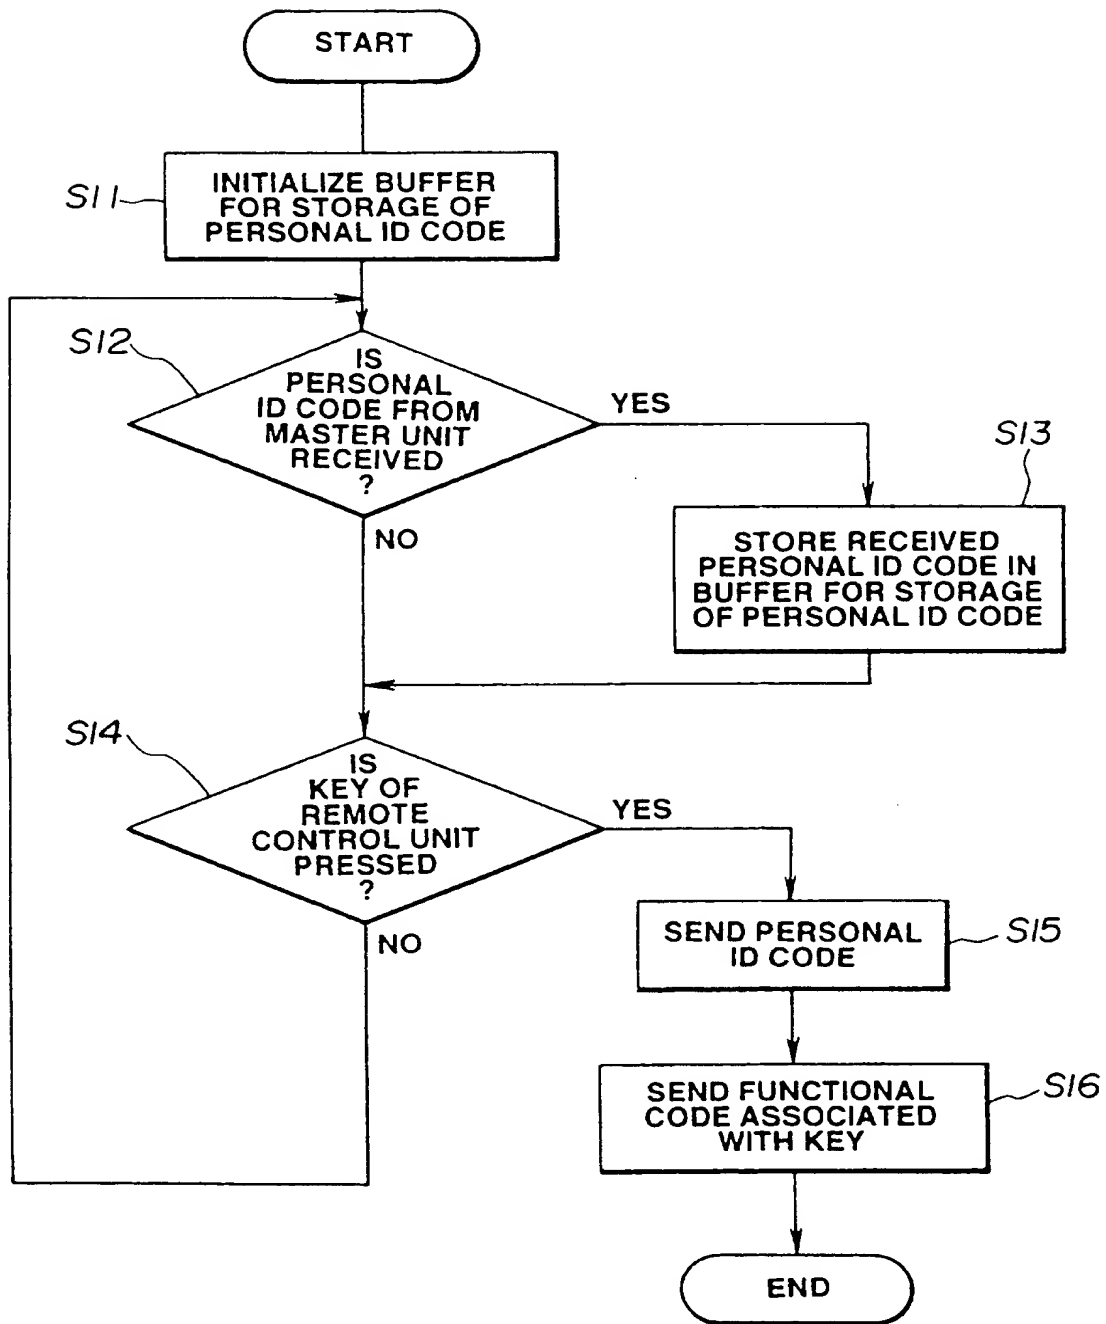 START
S11
INITIALIZE BUFFER
FOR STORAGE OF
PERSONAL ID CODE
S12
IS
PERSONAL
ID CODE FROM
MASTER UNIT
RECEIVED
?
YES
NO
S13
STORE RECEIVED
PERSONAL ID CODE IN
BUFFER FOR STORAGE
OF PERSONAL ID CODE
S14
IS
KEY OF
REMOTE
CONTROL UNIT
PRESSED
?
YES
NO
SEND PERSONAL
ID CODE
S15
SEND FUNCTIONAL
CODE ASSOCIATED
WITH KEY
S16
END